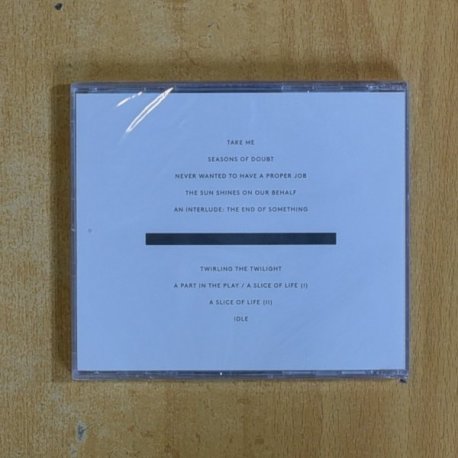 TAKE ME
SEASONS OF DOUBT
NEVER WANTED TO HAVE A PROPER JOB
THE SUN SHINES ON OUR BEHALF
AN INTERLUDE: THE END OF SOMETHING
TWIRLING THE TWILIGHT
A PART IN THE PLAY / A SLICE OF LIFE (I)
A SLICE OF LIFE (II)
IDLE